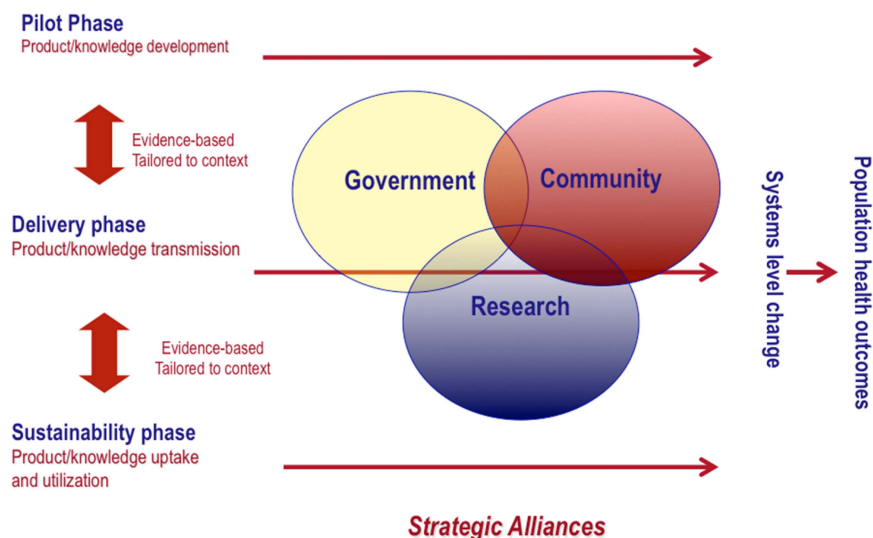 Pilot Phase
Product/knowledge development
Evidence-based
Tailored to context
Delivery phase
Product/knowledge transmission
Evidence-based
Tailored to context
Sustainability phase
Product/knowledge uptake
and utilization
Government
Community
Research
Systems level change
Population health outcomes
Strategic Alliances